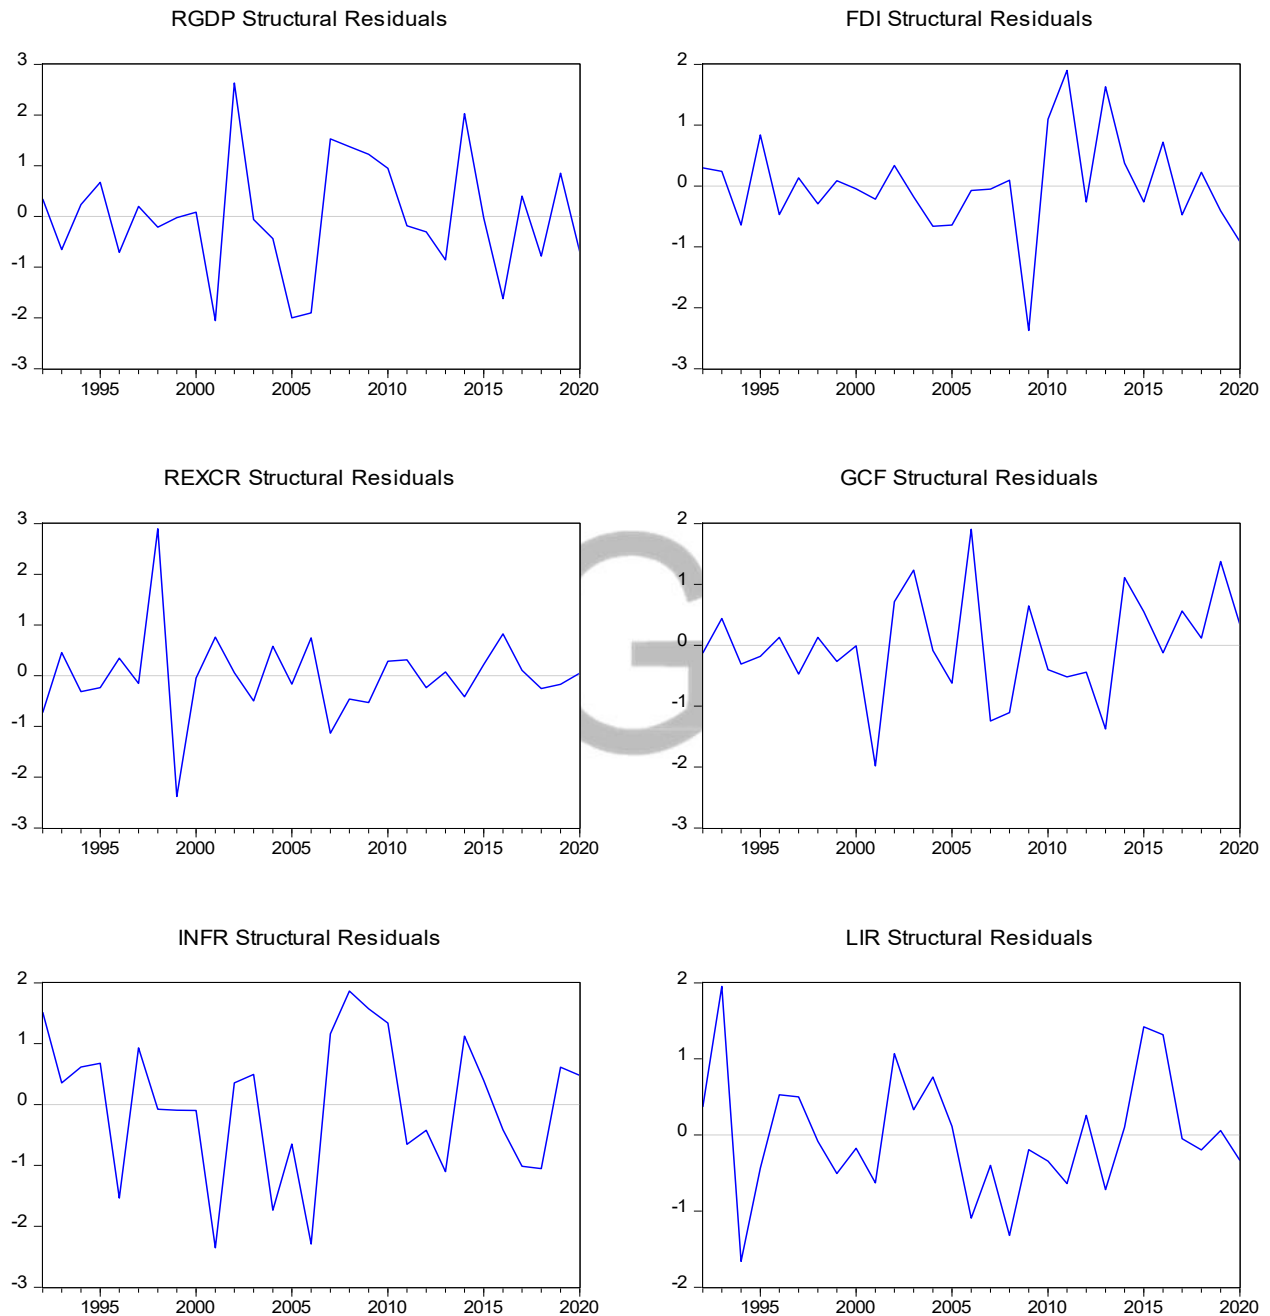 RGDP Structural Residuals
3
2
1
0
-1
-2
-3
1995 2000 2005 2010 2015 2020
FDI Structural Residuals
2
1
0
-1
-2
-3
1995 2000 2005 2010 2015 2020
REXCR Structural Residuals
3
2
1
0
-1
-2
-3
1995 2000 2005 2010 2015 2020
G
GCF Structural Residuals
2
1
0
-1
-2
-3
1995 2000 2005 2010 2015 2020
INFR Structural Residuals
2
1
0
-1
-2
-3
1995 2000 2005 2010 2015 2020
LIR Structural Residuals
2
1
0
-1
-2
1995 2000 2005 2010 2015 2020